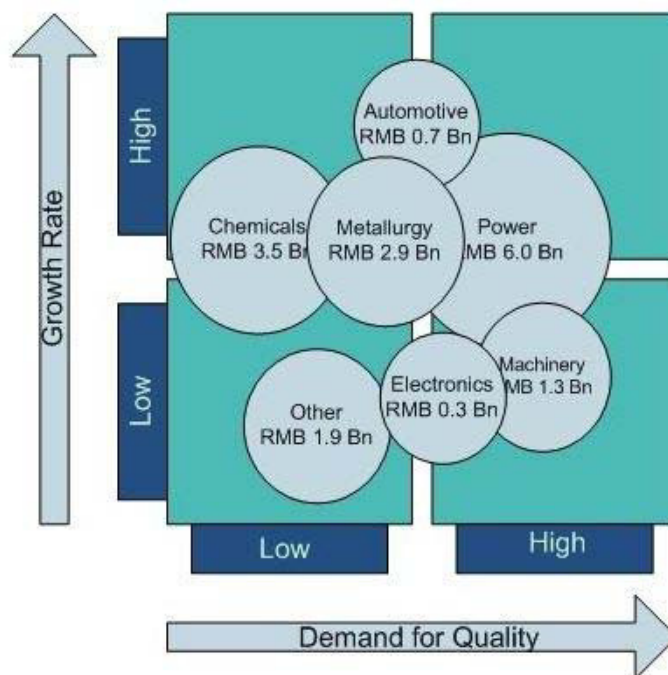 Growth Rate
High
Low
Automotive
RMB 0.7 Bn
Chemicals
RMB 3.5 Bn
Metallurgy
RMB 2.9 Bn
Power
6.0 Bn
Machinery
1.3 Bn
Electronics
RMB 0.3 Bn
Other
RMB 1.9 Bn
Low
High
Demand for Quality